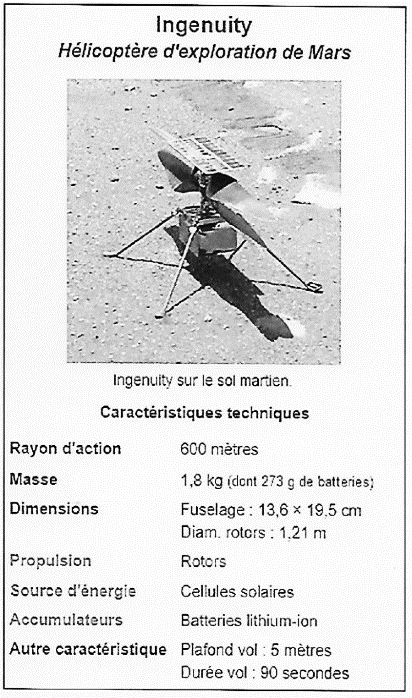 Ingenuity
Hélicoptère d'exploration de Mars
Ingenuity sur le sol martien.
Caractéristiques techniques
Rayon d'action 600 mètres
Masse 1,8 kg (dont 273 g de batteries)
Dimensions Fuselage : 13,6 × 19,5 cm
Diam. rotors : 1,21 m
Propulsion Rotors
Source d'énergie Cellules solaires
Accumulateurs Batteries lithium-ion
Autre caractéristique Plafond vol : 5 mètres
Durée vol : 90 secondes